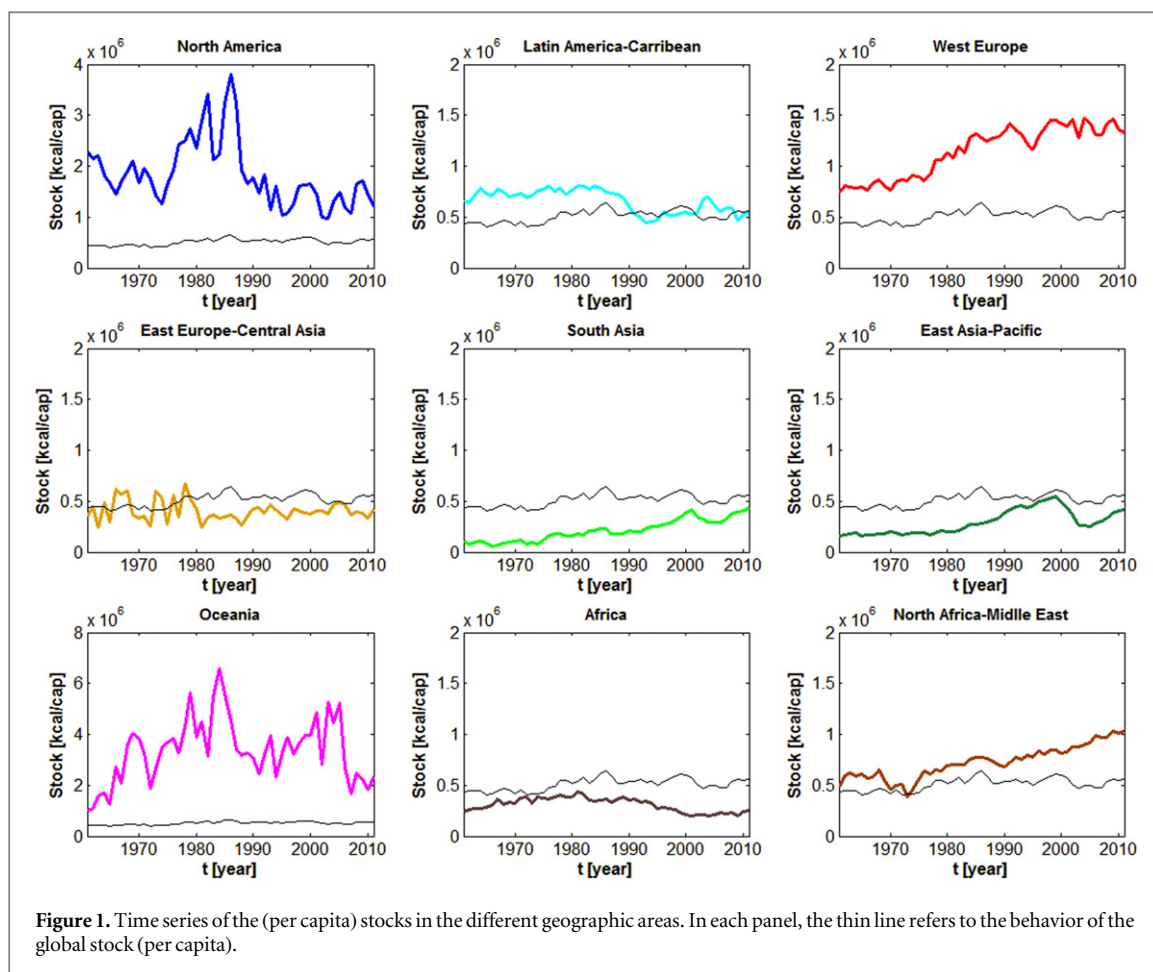 North America
Latin America-Carribean
West Europe
x 10^6
4
3
2
1
0
Stock [kcal/cap]
1970 1980 1990 2000 2010
t [year]
x 10^6
2
1.5
1
0.5
0
Stock [kcal/cap]
1970 1980 1990 2000 2010
t [year]
x 10^6
2
1.5
1
0.5
0
Stock [kcal/cap]
1970 1980 1990 2000 2010
t [year]
East Europe-Central Asia
South Asia
East Asia-Pacific
x 10^6
2
1.5
1
0.5
0
Stock [kcal/cap]
1970 1980 1990 2000 2010
t [year]
x 10^6
2
1.5
1
0.5
0
Stock [kcal/cap]
1970 1980 1990 2000 2010
t [year]
x 10^6
2
1.5
1
0.5
0
Stock [kcal/cap]
1970 1980 1990 2000 2010
t [year]
Oceania
Africa
North Africa-Midlle East
x 10^6
8
6
4
2
0
Stock [kcal/cap]
1970 1980 1990 2000 2010
t [year]
x 10^6
2
1.5
1
0.5
0
Stock [kcal/cap]
1970 1980 1990 2000 2010
t [year]
x 10^6
2
1.5
1
0.5
0
Stock [kcal/cap]
1970 1980 1990 2000 2010
t [year]
Figure 1. Time series of the (per capita) stocks in the different geographic areas. In each panel, the thin line refers to the behavior of the
global stock (per capita).